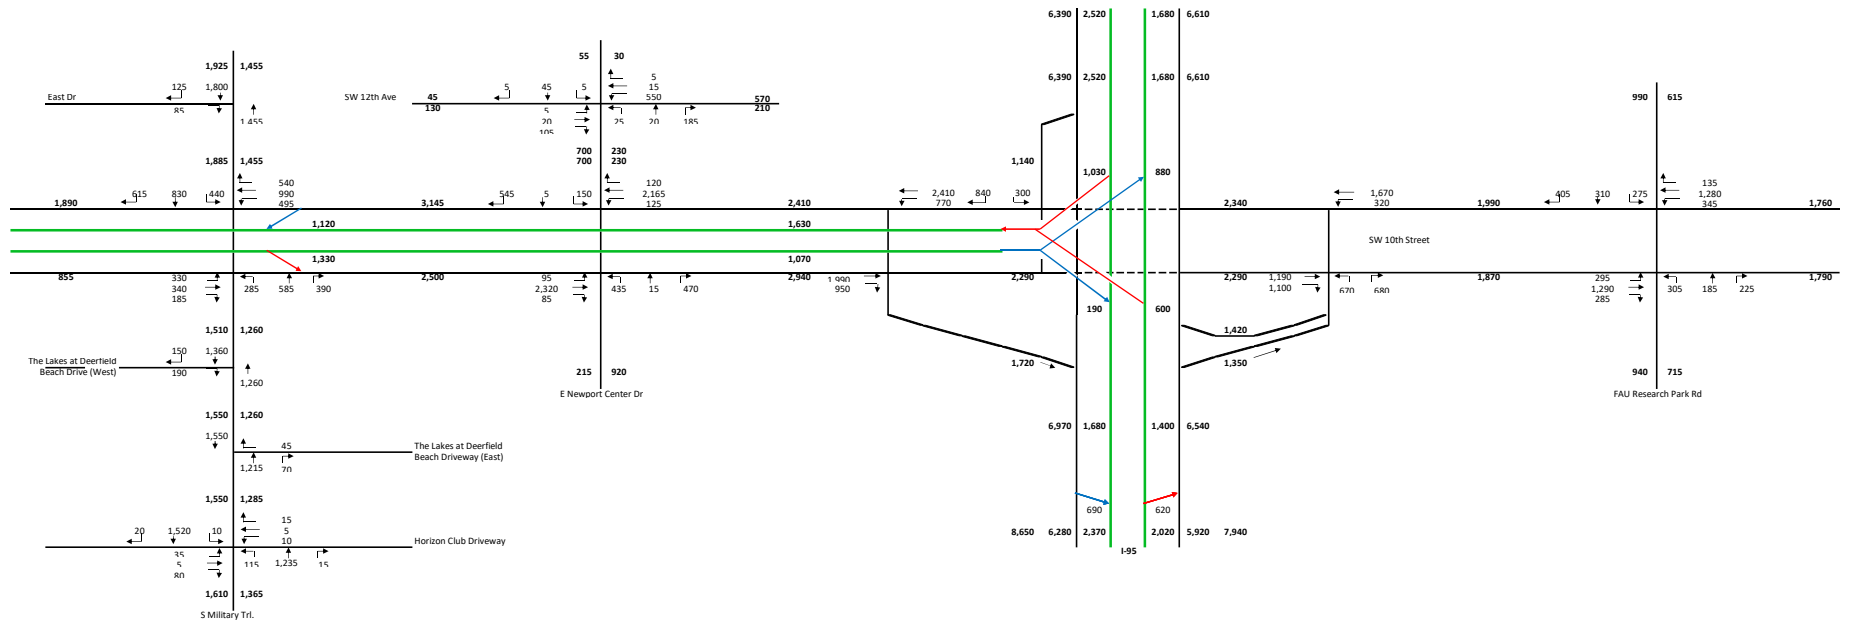 6,390 2,520 1,680 6,610
55 30
1,925 1,455
6,390 2,520 1,680 6,610
5
125 1,800
5 45 5 15
East Dr
SW 12th Ave 45 550 570
990 615
85
130 5 210
1,455
20 25 20 185
105
700 230
1,885 1,455
700 230
1,140
1,030 880
540
120
135
615 830 440 990
545 5 150 2,165
2,410 840 300
1,670
405 310 275 1,280
1,890 495 3,145 125 2,410 770 2,340 320 1,990 345 1,760
1,120 1,630
SW 10th Street
1,330 1,070
855 330 2,500 95 2,940 1,990 2,290 2,290 1,190 1,870 295 1,790
340 285 585 390
2,320 435 15 470
950
1,100 670 680
1,290 305 185 225
185
85
285
190 600
1,510 1,260
1,420
150 1,360
The Lakes at Deerfield
Beach Drive (West)
190
1,720 1,350
215 920
940 715
1,260
E Newport Center Dr
FAU Research Park Rd
1,550 1,260
6,970 1,680 1,400 6,540
1,550
45
The Lakes at Deerfield
Beach Driveway (East)
1,215 70
1,550 1,285
690 620
15
20 1,520 10 5
10
Horizon Club Driveway
8,650 6,280 2,370 2,020 5,920 7,940
I-95
35
5 115 1,235 15
80
1,610 1,365
S Military Trl.